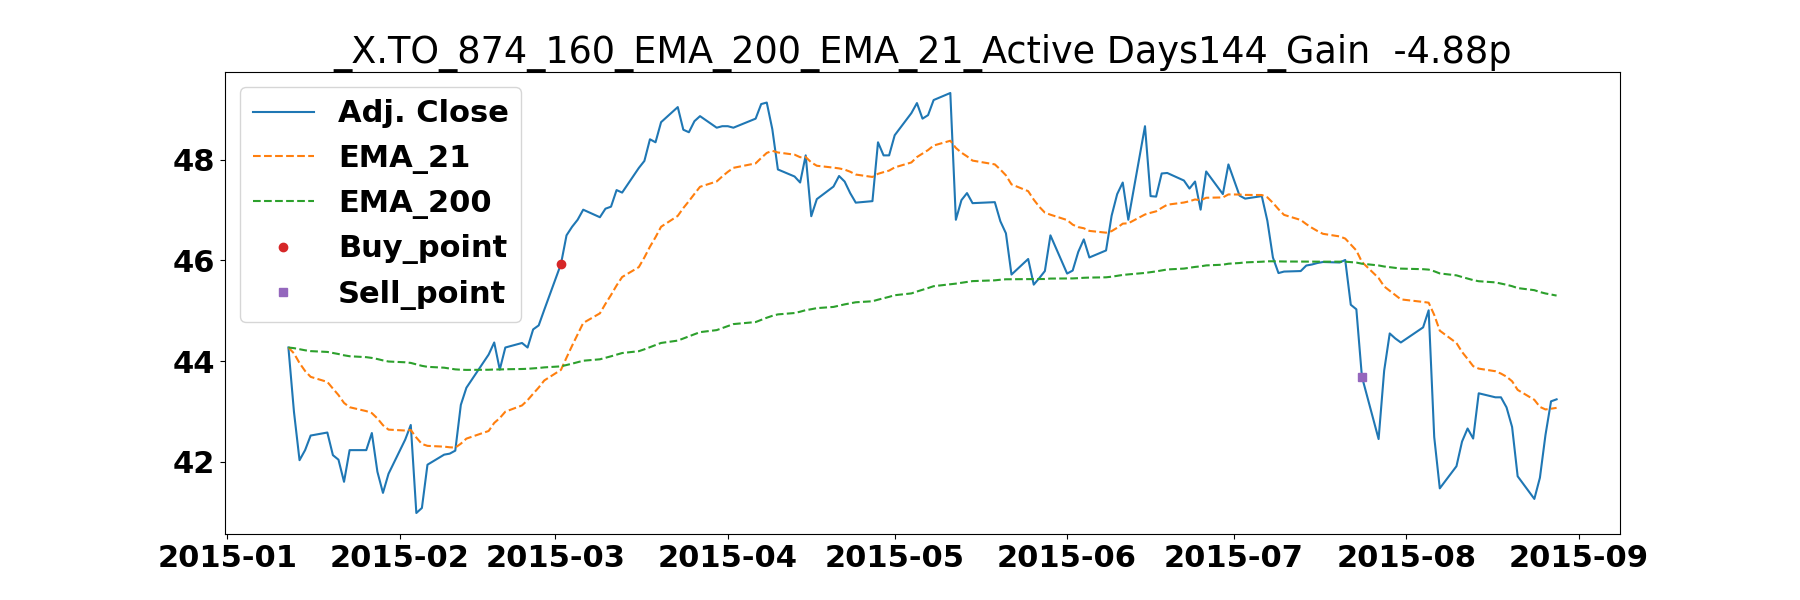 _X.TO_874_160_EMA_200_EMA_21_Active Days144_Gain  -4.88p
Adj. Close
EMA_21
EMA_200
Buy_point
Sell_point
48
46
44
42
2015-01 2015-02 2015-03 2015-04 2015-05 2015-06 2015-07 2015-08 2015-09